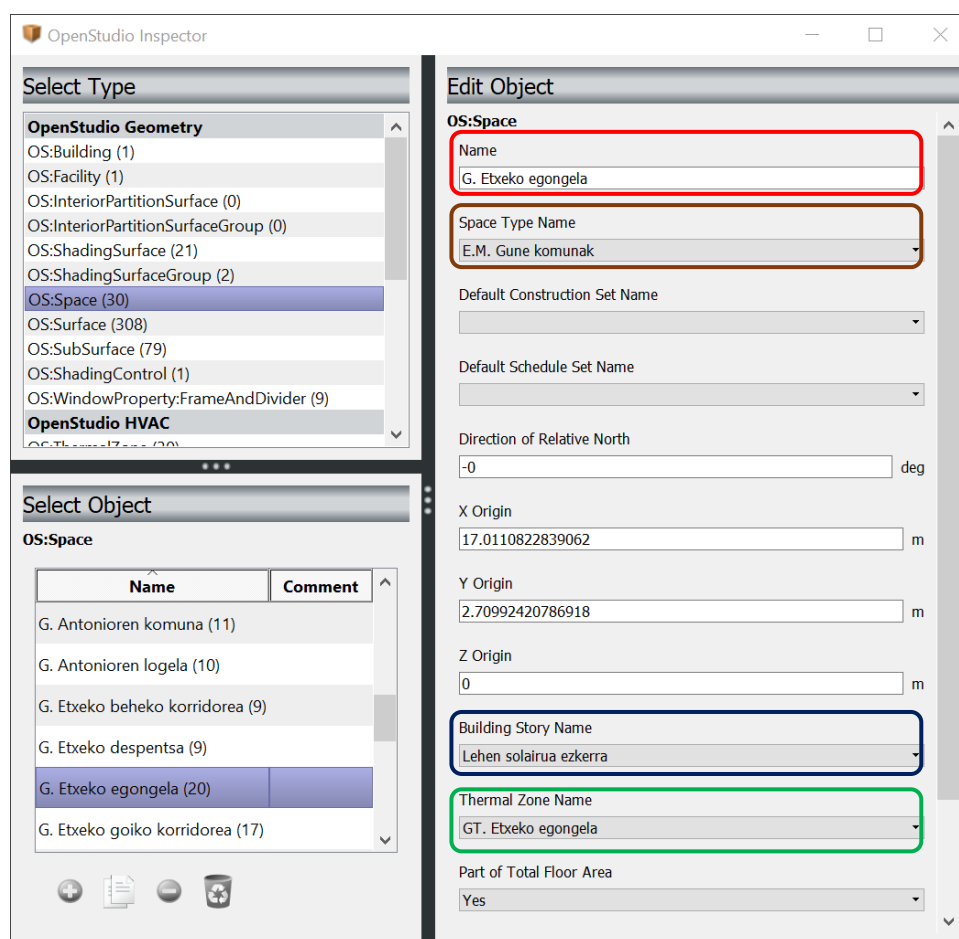 OpenStudio Inspector
Select Type
OpenStudio Geometry
OS:Building (1)
OS:Facility (1)
OS:InteriorPartitionSurface (0)
OS:InteriorPartitionSurfaceGroup (0)
OS:ShadingSurface (21)
OS:ShadingSurfaceGroup (2)
OS:Space (30)
OS:Surface (308)
OS:SubSurface (79)
OS:ShadingControl (1)
OS:WindowProperty:FrameAndDivider (9)
OpenStudio HVAC
Select Object
OS:Space
Name Comment
G. Antonioren komuna (11)
G. Antonioren logela (10)
G. Etxeko beheko korridorea (9)
G. Etxeko despentsa (9)
G. Etxeko egongela (20)
G. Etxeko goiko korridorea (17)
Edit Object
OS:Space
Name
G. Etxeko egongela
Space Type Name
E.M. Gune komunak
Default Construction Set Name
Default Schedule Set Name
Direction of Relative North
-0 deg
X Origin
17.0110822839062 m
Y Origin
2.70992420786918 m
Z Origin
0 m
Building Story Name
Lehen solairua ezkerra
Thermal Zone Name
GT. Etxeko egongela
Part of Total Floor Area
Yes